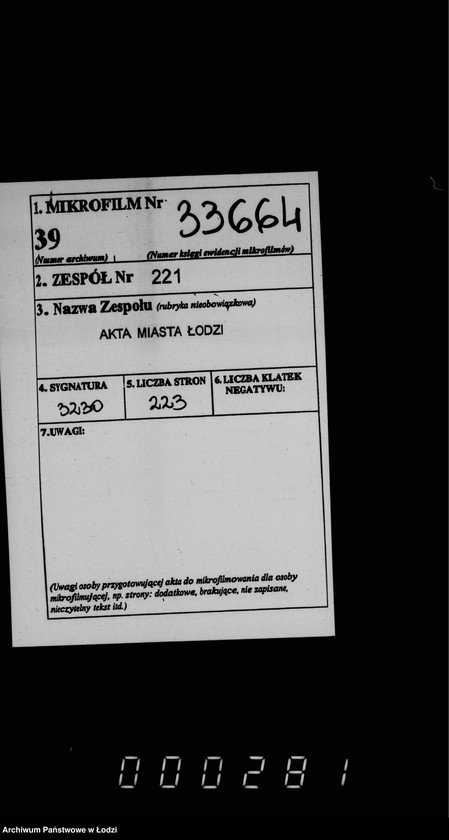 1. MIKROFILM Nr 33664
39
(Numer archiwum) (Numer księgi ewidencji mikrofilmów)
2. ZESPÓŁ Nr 221
3. Nazwa Zespołu (rubryka nieobowiązkowa)
AKTA MIASTA ŁODZI
4. SYGNATURA 5. LICZBA STRON 6. LICZBA KLATEK
NEGATYWU:
3230 223
7. UWAGI:
(Uwagi osoby przygotowującej akta do mikrofilmowania dla osoby
mikrofilmującej, np. strony: dodatkowe, brakujące, nie zapisane,
nieczytelny tekst itd.)
000281
Archiwum Państwowe w Łodzi